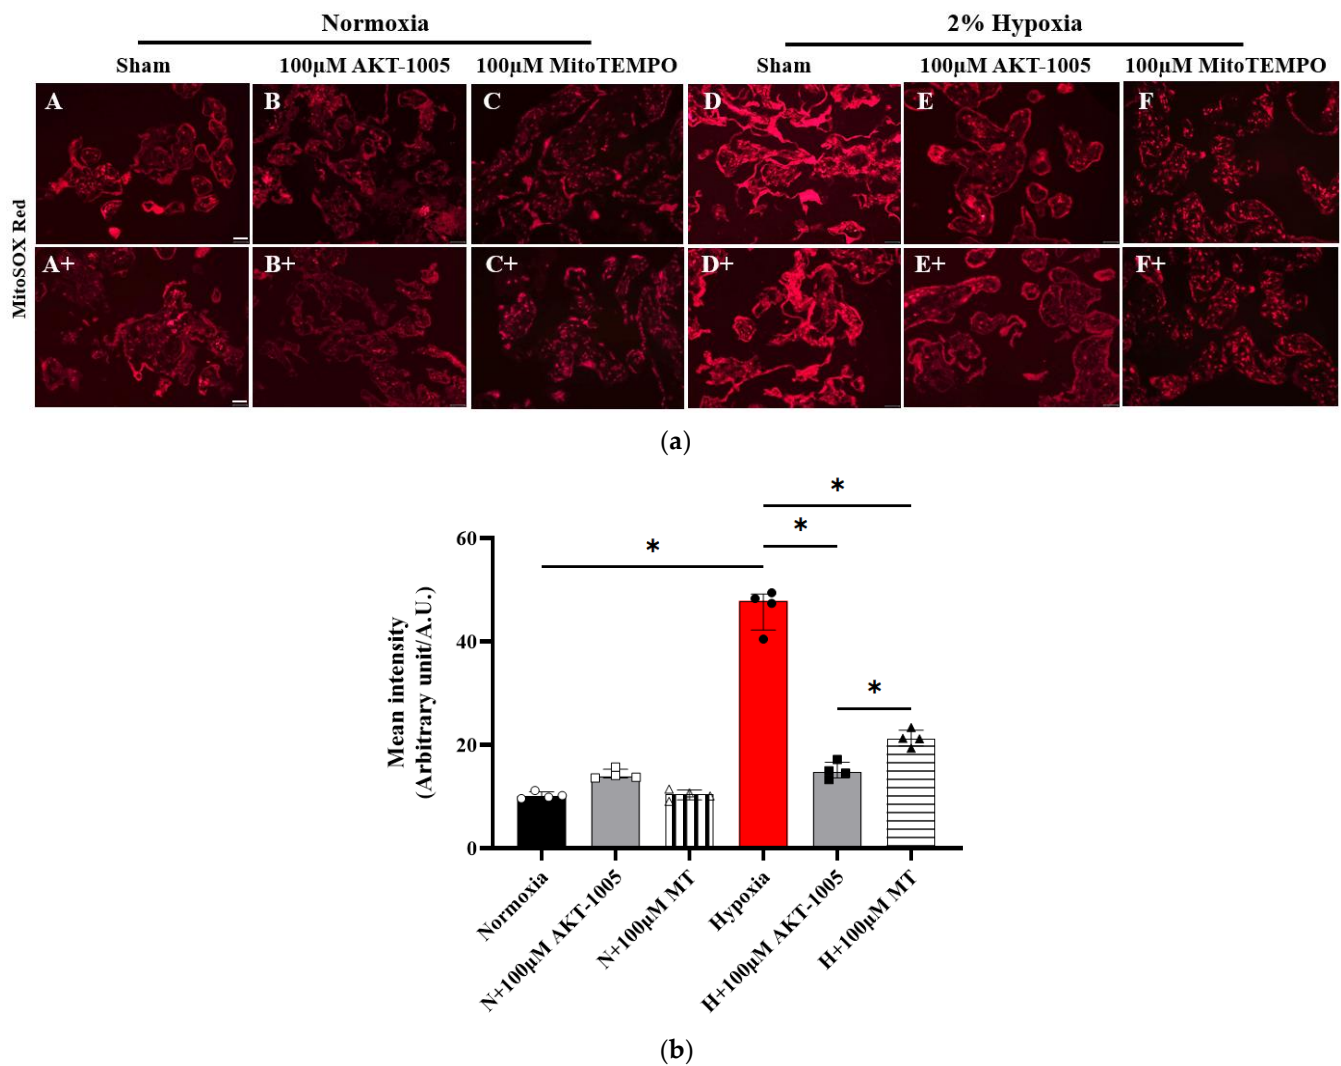 Normoxia 2% Hypoxia
Sham 100μM AKT-1005 100μM MitoTEMPO Sham 100μM AKT-1005 100μM MitoTEMPO
MitoSOX Red
A B C D E F
A+ B+ C+ D+ E+ F+
(a)
*
*
*
*
Mean intensity
(Arbitrary unit/A.U.)
60
40
20
0
Normoxia
N+100μM AKT-1005
N+100μM MT
Hypoxia
H+100μM AKT-1005
H+100μM MT
(b)